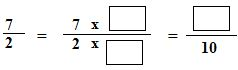 7/2 = 7 x □ / 2 x □ = □ / 10